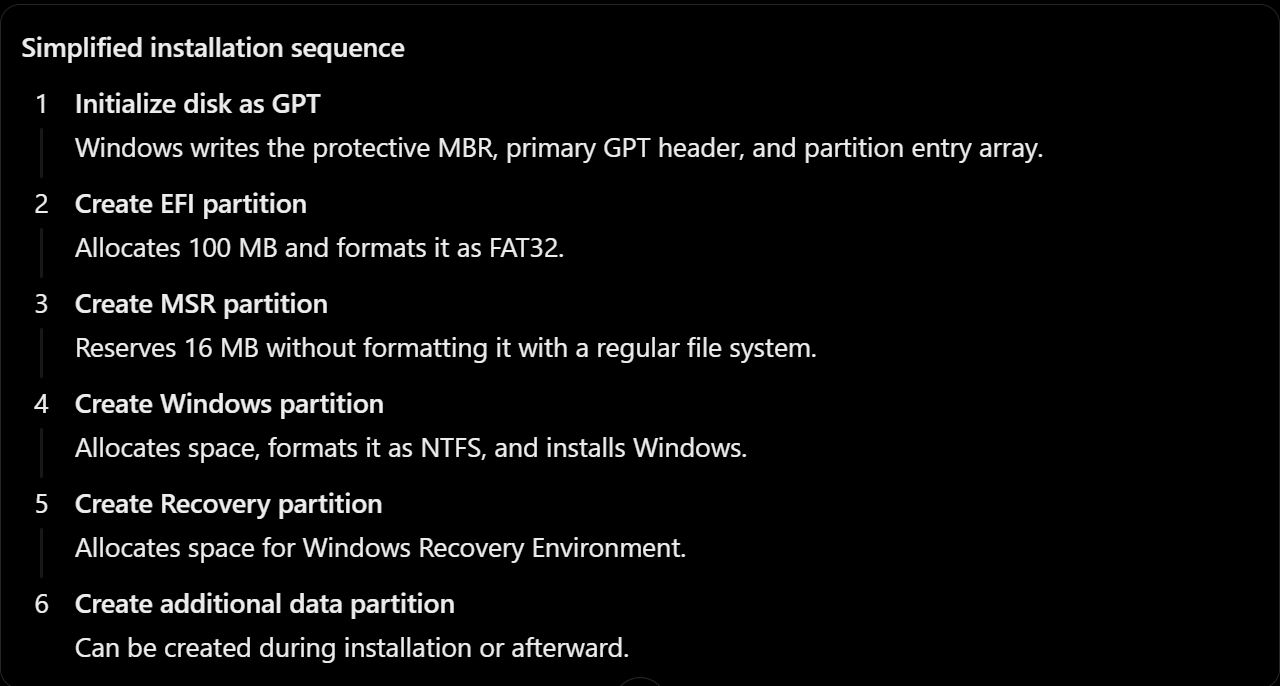 Simplified installation sequence
1 Initialize disk as GPT
Windows writes the protective MBR, primary GPT header, and partition entry array.
2 Create EFI partition
Allocates 100 MB and formats it as FAT32.
3 Create MSR partition
Reserves 16 MB without formatting it with a regular file system.
4 Create Windows partition
Allocates space, formats it as NTFS, and installs Windows.
5 Create Recovery partition
Allocates space for Windows Recovery Environment.
6 Create additional data partition
Can be created during installation or afterward.